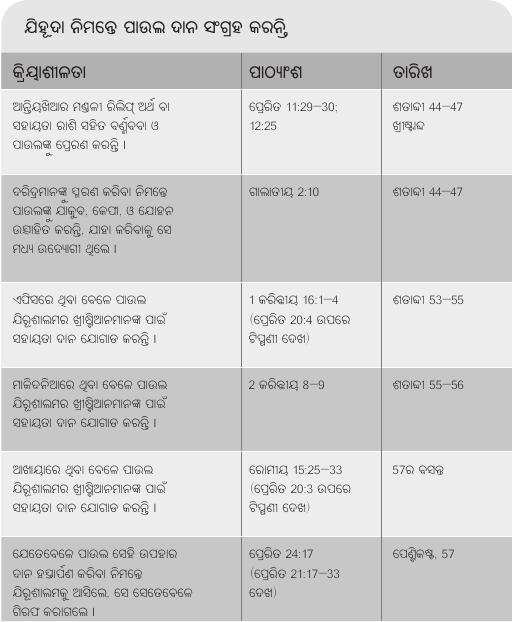 ଯିହୂଦା ନିମନ୍ତେ ପାଉଲ ଦାନ ସଂଗ୍ରହ କରନ୍ତି
କ୍ରିୟାଶୀଳତା
ପାଠ୍ୟାଂଶ
ତାରିଖ
ଆନ୍ତିୟଖିଆର ମଣ୍ଡଳୀ ରିଲିଫ୍ ଅର୍ଥ ବା
ସହାୟତା ରାଶି ସହିତ ବର୍ଣ୍ଣବବା ଓ
ପାଉଲଙ୍କୁ ପ୍ରେରଣ କରନ୍ତି ।
ପ୍ରେରିତ 11:29–30;
12:25
ଶତାବ୍ଦୀ 44–47
ଖ୍ରୀଷ୍ଟାବ୍ଦ
ଦରିଦ୍ରମାନଙ୍କୁ ସ୍ମରଣ କରିବା ନିମନ୍ତେ
ପାଉଲଙ୍କୁ ଯାକୁବ, କେଫା, ଓ ଯୋହନ
ଉତ୍ସାହିତ କରନ୍ତି, ଯାହା କରିବାକୁ ସେ
ମଧ୍ୟ ଉଦ୍ୟୋଗୀ ଥିଲେ ।
ଗାଲାତୀୟ 2:10
ଶତାବ୍ଦୀ 44–47
ଏଫିସରେ ଥିବା ବେଳେ ପାଉଲ
ଯିରୂଶାଲମର ଖ୍ରୀଷ୍ଟିଆନମାନଙ୍କ ପାଇଁ
ସହାୟତା ଦାନ ଯୋଗାଡ କରନ୍ତି ।
1 କରିନ୍ଥୀୟ 16:1–4
(ପ୍ରେରିତ 20:4 ଉପରେ
ଟିପ୍ପଣୀ ଦେଖ)
ଶତାବ୍ଦୀ 53–55
ମାକିଦନିଆରେ ଥିବା ବେଳେ ପାଉଲ
ଯିରୂଶାଲମର ଖ୍ରୀଷ୍ଟିଆନମାନଙ୍କ ପାଇଁ
ସହାୟତା ଦାନ ଯୋଗାଡ କରନ୍ତି ।
2 କରିନ୍ଥୀୟ 8–9
ଶତାବ୍ଦୀ 55–56
ଆଖାୟାରେ ଥିବା ବେଳେ ପାଉଲ
ଯିରୂଶାଲମର ଖ୍ରୀଷ୍ଟିଆନମାନଙ୍କ ପାଇଁ
ସହାୟତା ଦାନ ଯୋଗାଡ କରନ୍ତି ।
ରୋମୀୟ 15:25–33
(ପ୍ରେରିତ 20:3 ଉପରେ
ଟିପ୍ପଣୀ ଦେଖ)
57ର ବସନ୍ତ
ଯେତେବେଳେ ପାଉଲ ସେହି ଉପହାର
ଦାନ ହସ୍ତାର୍ପଣ କରିବା ନିମନ୍ତେ
ଯିରୂଶାଲମକୁ ଆସିଲେ, ସେ ସେତେବେଳେ
ଗିରଫ କରାଗଲେ ।
ପ୍ରେରିତ 24:17
(ପ୍ରେରିତ 21:17–33
ଦେଖ)
ପେଣ୍ଟିକଷ୍ଟ, 57